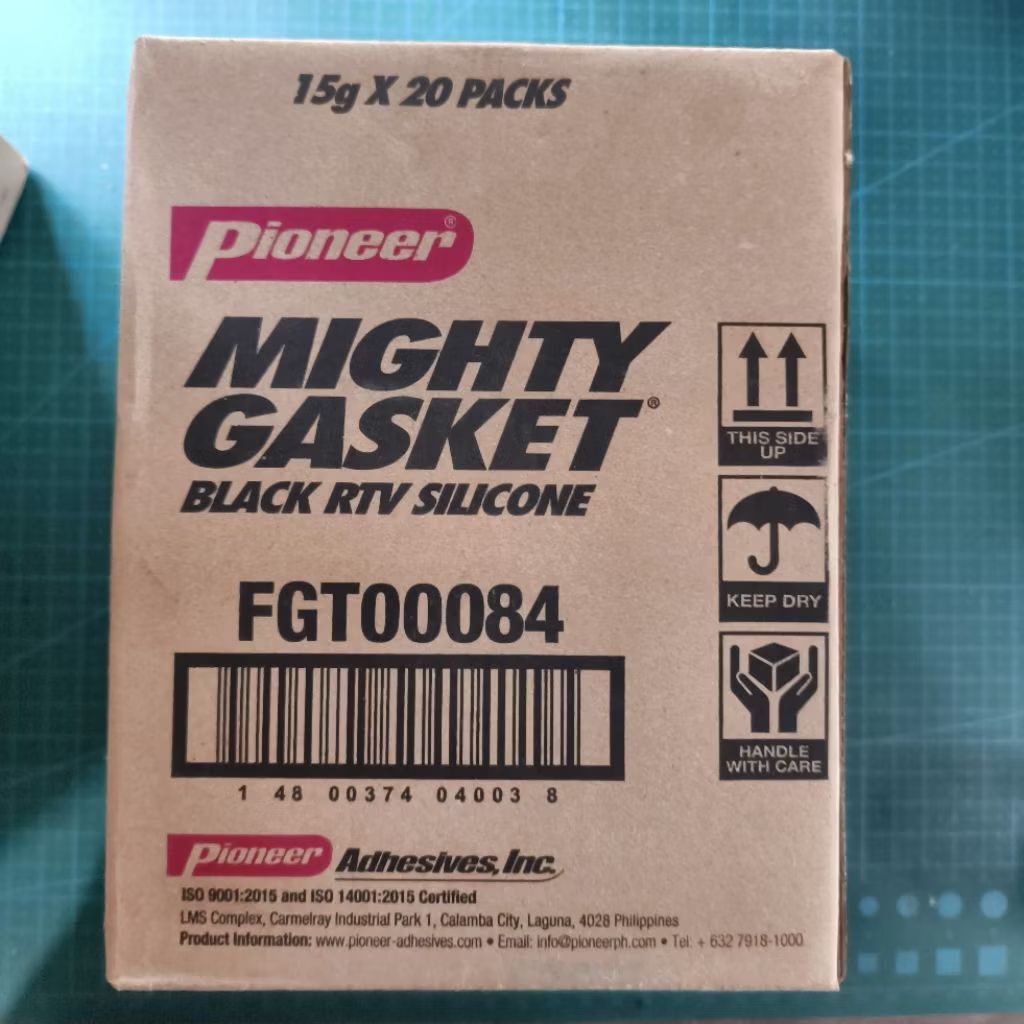 15g X 20 PACKS
Pioneer®
MIGHTY
GASKET®
BLACK RTV SILICONE
THIS SIDE
UP
KEEP DRY
HANDLE
WITH CARE
FGT00084
1 48 00374 04003 8
Pioneer Adhesives, Inc.
ISO 9001:2015 and ISO 14001:2015 Certified
LMS Complex, Carmelray Industrial Park 1, Calamba City, Laguna, 4028 Philippines
Product Information: www.pioneer-adhesives.com • Email: info@pioneerph.com • Tel: + 632 7918-1000